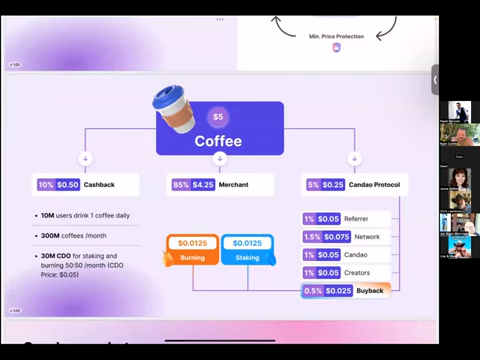 Min. Price Protection
$5
Coffee
10% $0.50 Cashback
85% $4.25 Merchant
5% $0.25 Candao Protocol
• 10M users drink 1 coffee daily
• 300M coffees /month
• 30M CDO for staking and
burning 50:50 /month (CDO
Price: $0.05)
$0.0125
Burning
$0.0125
Staking
1% $0.05 Referrer
1.5% $0.075 Network
1% $0.05 Candao
1% $0.05 Creators
0.5% $0.025 Buyback